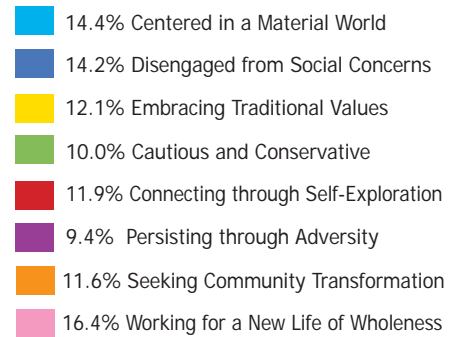 14.4% Centered in a Material World
14.2% Disengaged from Social Concerns
12.1% Embracing Traditional Values
10.0% Cautious and Conservative
11.9% Connecting through Self-Exploration
9.4% Persisting through Adversity
11.6% Seeking Community Transformation
16.4% Working for a New Life of Wholeness